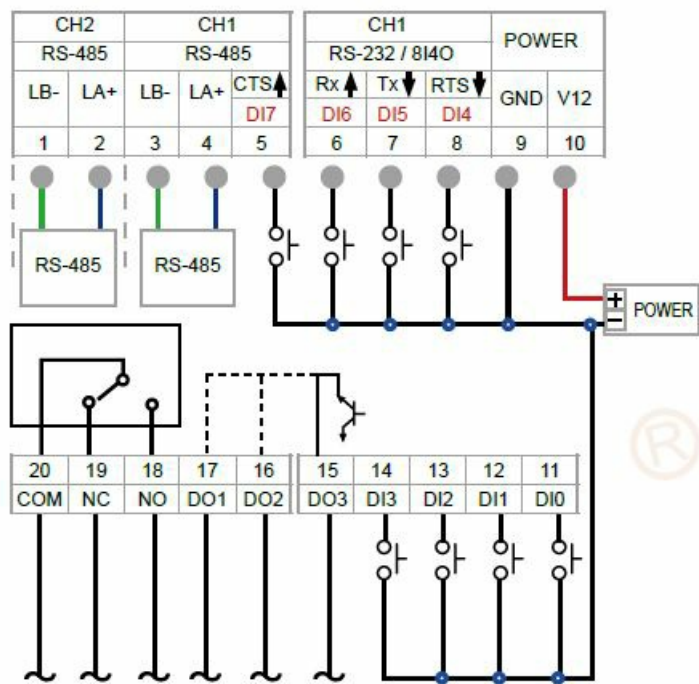 CH2 CH1 CH1 POWER
RS-485 RS-485 RS-232 / 8I4O
LB- LA+ LB- LA+ CTS Rx Tx RTS GND V12
DI7 DI6 DI5 DI4
1 2 3 4 5 6 7 8 9 10
RS-485 RS-485
+ POWER
−
20 19 18 17 16 15 14 13 12 11
COM NC NO DO1 DO2 DO3 DI3 DI2 DI1 DI0
®